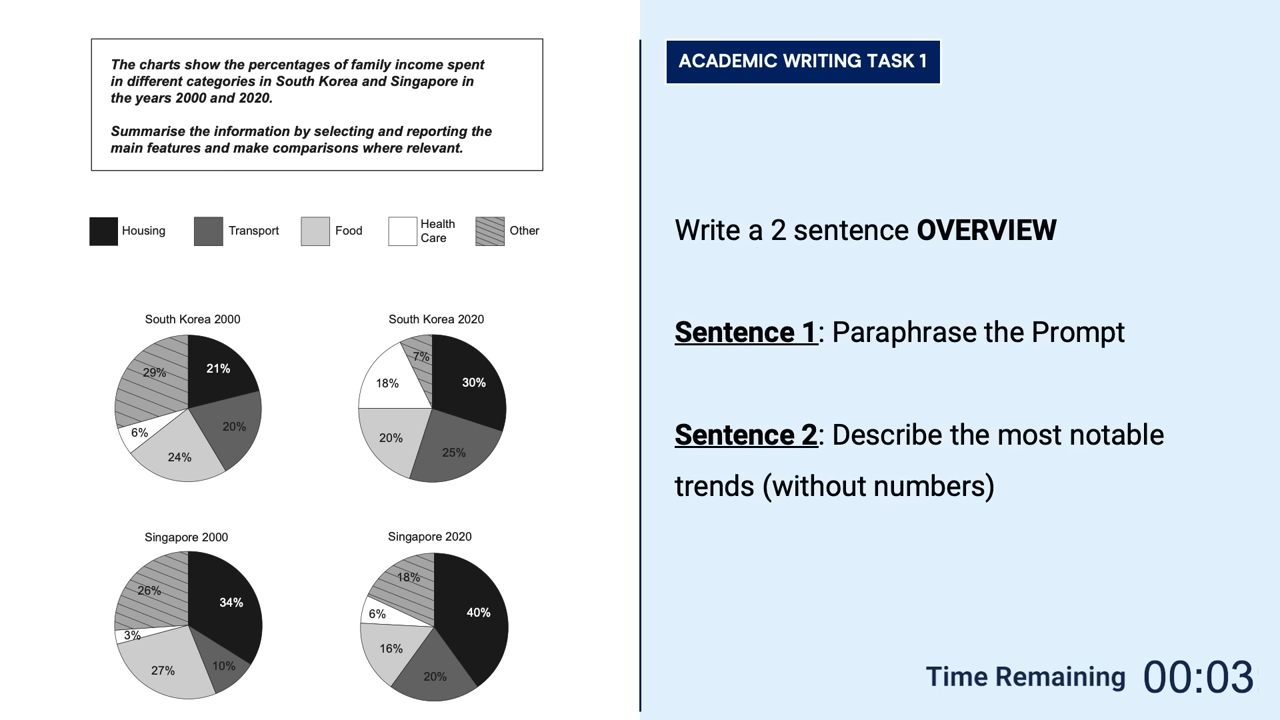 The charts show the percentages of family income spent
in different categories in South Korea and Singapore in
the years 2000 and 2020.
Summarise the information by selecting and reporting the
main features and make comparisons where relevant.
Housing
Transport
Food
Health
Care
Other
South Korea 2000
29%
21%
6%
20%
24%
South Korea 2020
7%
18%
30%
20%
25%
Singapore 2000
26%
34%
3%
27%
10%
Singapore 2020
18%
6%
40%
16%
20%
ACADEMIC WRITING TASK 1
Write a 2 sentence OVERVIEW
Sentence 1: Paraphrase the Prompt
Sentence 2: Describe the most notable
trends (without numbers)
Time Remaining 00:03